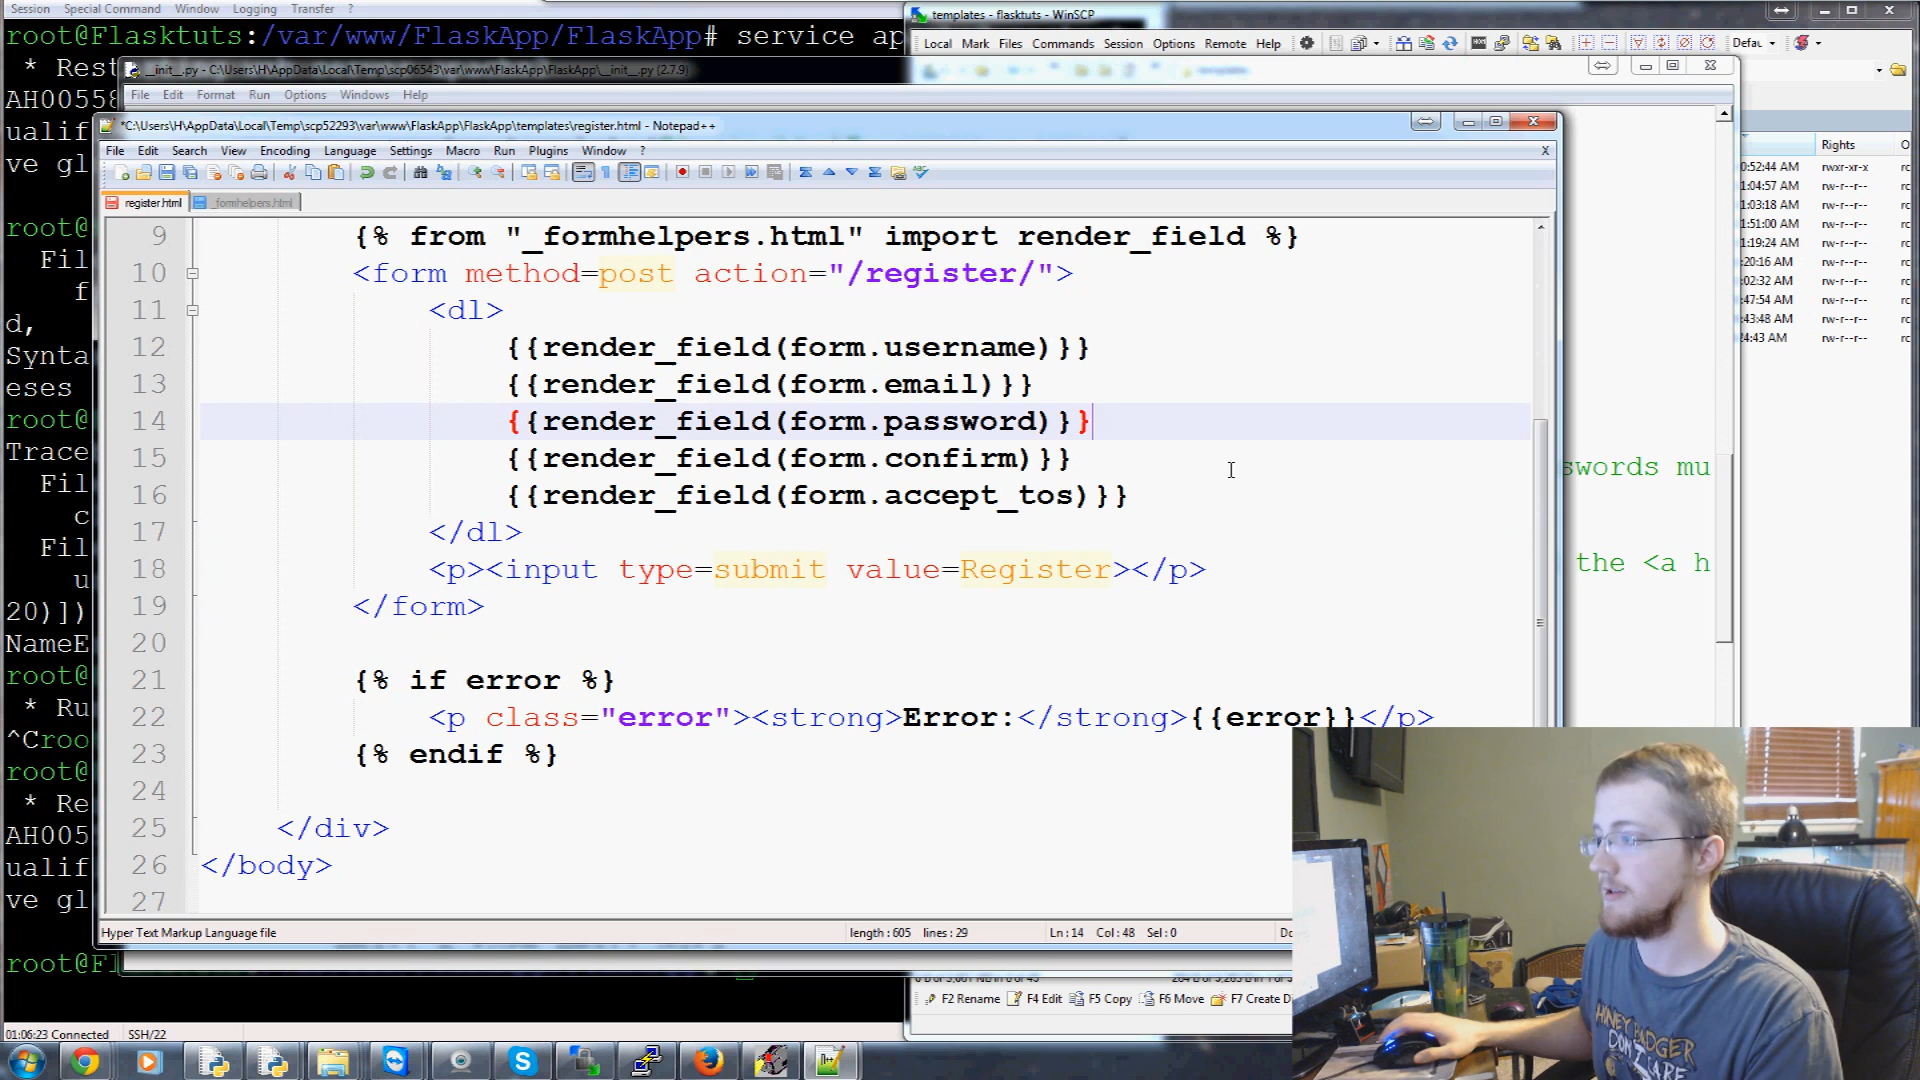 Session Special Command Window Logging Transfer ?
root@Flasktuts:/var/www/FlaskApp/FlaskApp# service ap
* Rest
AH00558
ualif
ve gl
root@
Fil
f
d,
Synta
eses
root@
Trace
Fil
c
Fil
u
20)])
NameE
root@
* Ru
^Croo
root@
* Re
AH005
ualif
ve gl
root@Fl
01:06:23 Connected SSH/22
templates - flasktuts - WinSCP
Local Mark Files Commands Session Options Remote Help
Defau
templates
Rights
0:52:44 AM rwxr-xr-x
1:04:57 AM rw-r--r--
1:03:18 AM rw-r--r--
1:51:00 AM rw-r--r--
1:19:24 AM rw-r--r--
:20:16 AM rw-r--r--
:02:32 AM rw-r--r--
:47:54 AM rw-r--r--
:43:48 AM rw-r--r--
:24:43 AM rw-r--r--
__init__.py - C:\Users\H\AppData\Local\Temp\scp06543\var\www\FlaskApp\FlaskApp\__init__.py (2.7.9)
File Edit Format Run Options Windows Help
swords mu
the <a h
*C:\Users\H\AppData\Local\Temp\scp52293\var\www\FlaskApp\FlaskApp\templates\register.html - Notepad++
File Edit Search View Encoding Language Settings Macro Run Plugins Window ? X
register.html _formhelpers.html
9 {% from "_formhelpers.html" import render_field %}
10 <form method=post action="/register/">
11 <dl>
12 {{render_field(form.username)}}
13 {{render_field(form.email)}}
14 {{render_field(form.password)}}
15 {{render_field(form.confirm)}}
16 {{render_field(form.accept_tos)}}
17 </dl>
18 <p><input type=submit value=Register></p>
19 </form>
20
21 {% if error %}
22 <p class="error"><strong>Error:</strong>{{error}}</p>
23 {% endif %}
24
25 </div>
26 </body>
27
Hyper Text Markup Language file length : 605 lines : 29 Ln : 14 Col : 48 Sel : 0
F2 Rename F4 Edit F5 Copy F6 Move F7 Create D
HNEY BADGER
DON'T CARE